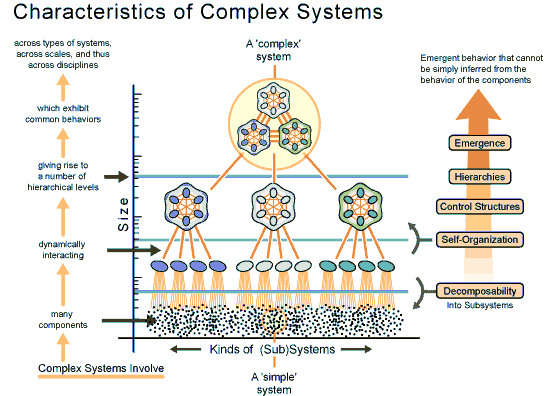 Characteristics of Complex Systems
across types of systems,
across scales, and thus
across disciplines
which exhibit
common behaviors
giving rise to
a number of
hierarchical levels
dynamically
interacting
many
components
Complex Systems Involve
A 'complex'
system
Size
Kinds of (Sub)Systems
A 'simple'
system
Emergent behavior that cannot
be simply inferred from the
behavior of the components
Emergence
Hierarchies
Control Structures
Self-Organization
Decomposability
Into Subsystems